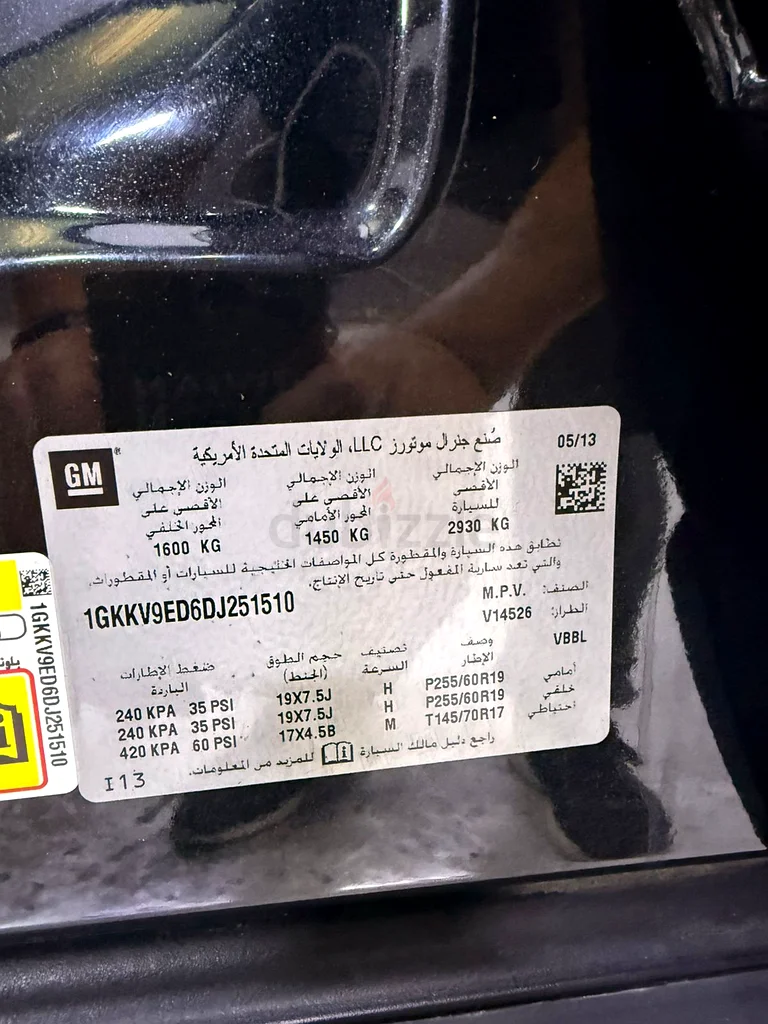 GM
صُنع جنرال موتورز LLC، الولايات المتحدة الأمريكية
05/13
الوزن الإجمالي الأقصى للسيارة
2930 KG
الوزن الإجمالي الأقصى على المحور الأمامي
1450 KG
الوزن الإجمالي الأقصى على المحور الخلفي
1600 KG
تطابق هذه السيارة والمقطورة كل المواصفات الخليجية للسيارات أو المقطورات،
والتي تعد سارية المفعول حتى تأريخ الإنتاج.
1GKKV9ED6DJ251510
الصنف: M.P.V.
الطراز: V14526
VBBL
وصف الإطار
تصنيف السرعة
حجم الطوق (الجنط)
ضغط الإطارات الباردة
أمامي P255/60R19 H 19X7.5J 240 KPA 35 PSI
خلفي P255/60R19 H 19X7.5J 240 KPA 35 PSI
احتياطي T145/70R17 M 17X4.5B 420 KPA 60 PSI
راجع دليل مالك السيارة للمزيد من المعلومات.
I13
1GKKV9ED6DJ251510
dubizzle